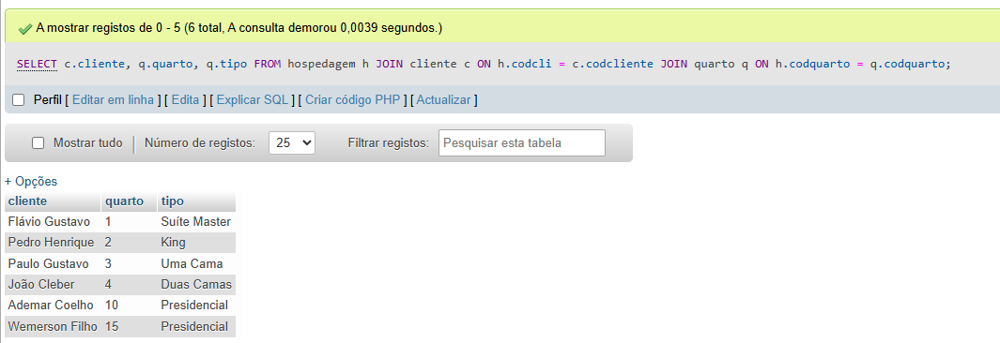 A mostrar registos de 0 - 5 (6 total, A consulta demorou 0,0039 segundos.)
SELECT c.cliente, q.quarto, q.tipo FROM hospedagem h JOIN cliente c ON h.codcli = c.codcliente JOIN quarto q ON h.codquarto = q.codquarto;
Perfil [ Editar em linha ] [ Edita ] [ Explicar SQL ] [ Criar código PHP ] [ Actualizar ]
Mostrar tudo | Número de registos: 25 Filtrar registos: Pesquisar esta tabela
+ Opções
cliente quarto tipo
Flávio Gustavo 1 Suíte Master
Pedro Henrique 2 King
Paulo Gustavo 3 Uma Cama
João Cleber 4 Duas Camas
Ademar Coelho 10 Presidencial
Wemerson Filho 15 Presidencial